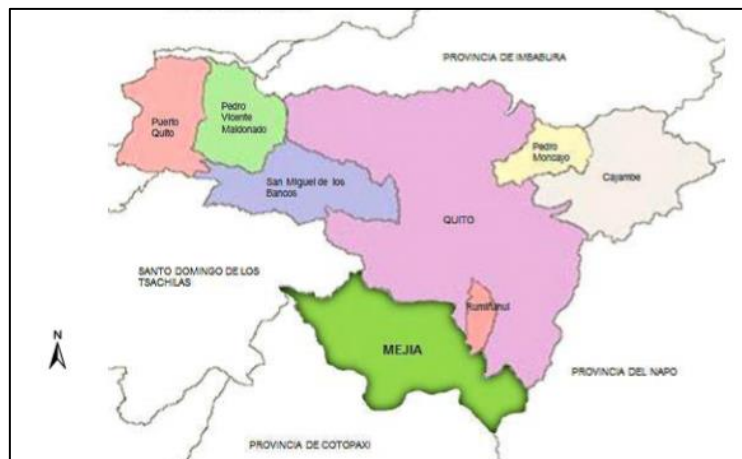 PROVINCIA DE IMBABURA
Puerto
Quito
Pedro
Vicente
Maldonado
Pedro
Moncayo
Cayambe
San Miguel de los
Bancos
QUITO
SANTO DOMINGO DE LOS
TSACHILAS
Rumiñahui
MEJIA
N
PROVINCIA DEL NAPO
PROVINCIA DE COTOPAXI